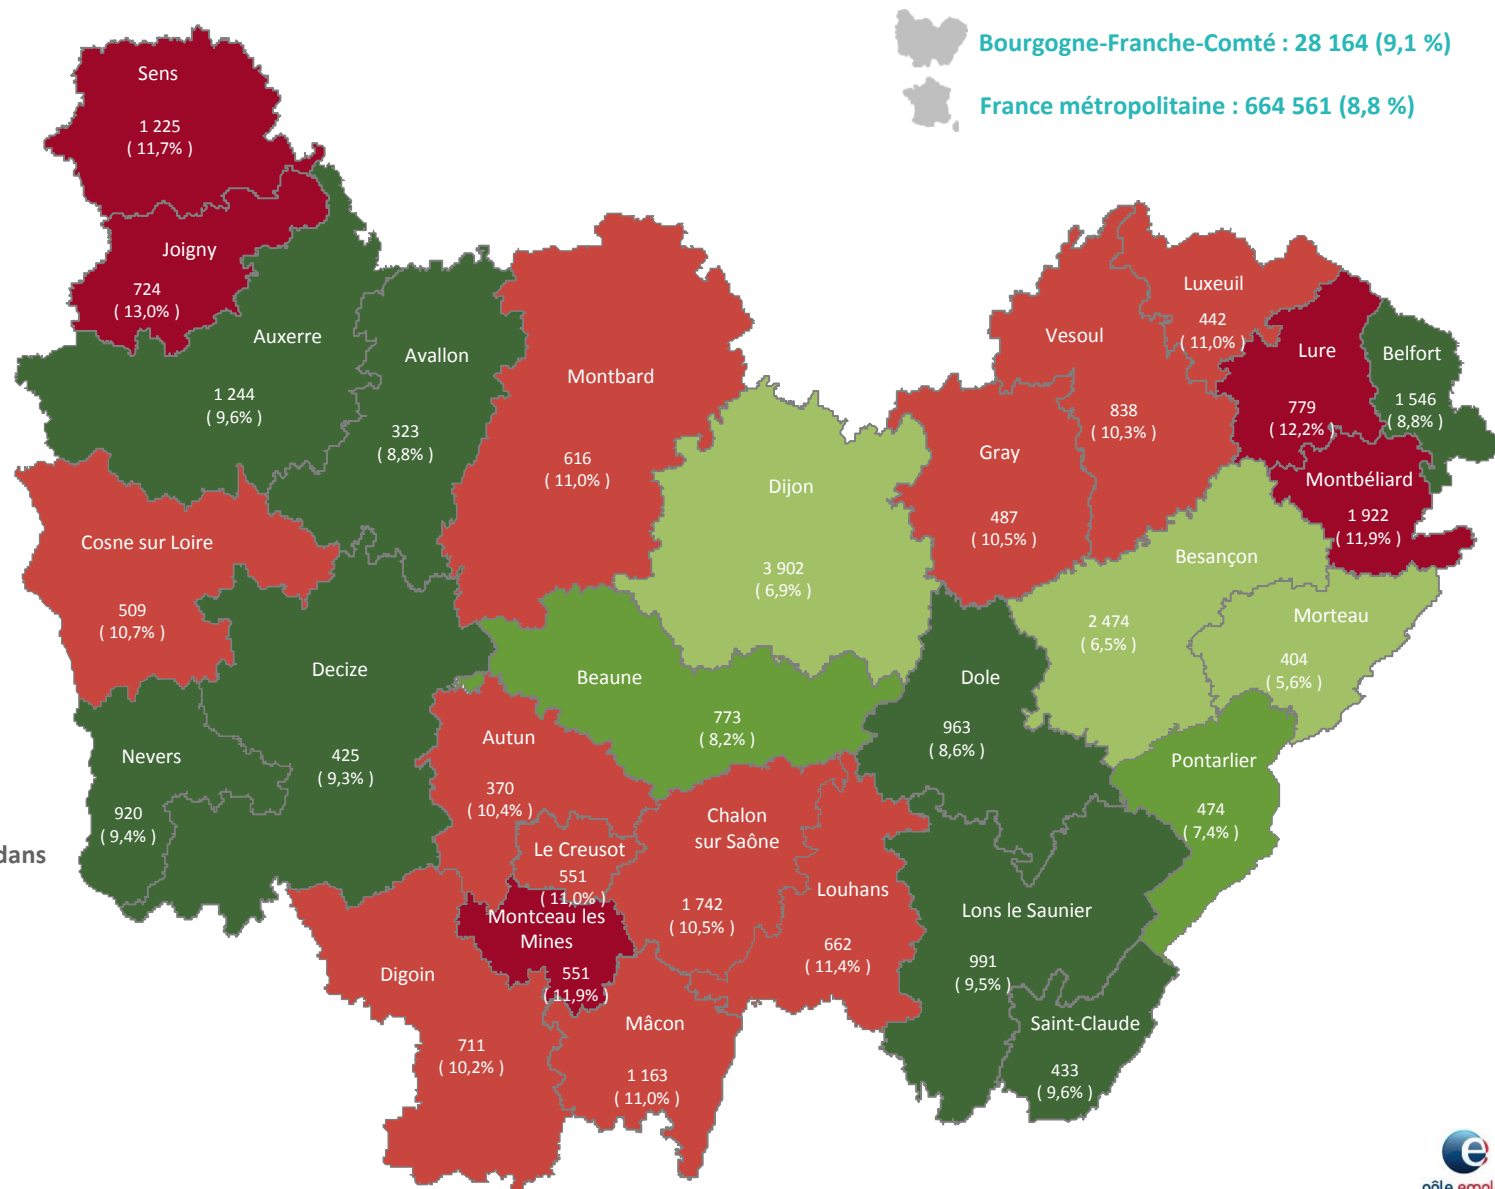 Bourgogne-Franche-Comté : 28 164 (9,1 %)
France métropolitaine : 664 561 (8,8 %)
Sens
1 225
( 11,7% )
Joigny
724
( 13,0% )
Auxerre
1 244
( 9,6% )
Avallon
323
( 8,8% )
Montbard
616
( 11,0% )
Dijon
3 902
( 6,9% )
Vesoul
838
( 10,3% )
Luxeuil
442
( 11,0% )
Lure
779
( 12,2% )
Belfort
1 546
( 8,8% )
Montbéliard
1 922
( 11,9% )
Gray
487
( 10,5% )
Besançon
2 474
( 6,5% )
Morteau
404
( 5,6% )
Cosne sur Loire
509
( 10,7% )
Decize
425
( 9,3% )
Nevers
920
( 9,4% )
Beaune
773
( 8,2% )
Dole
963
( 8,6% )
Pontarlier
474
( 7,4% )
Autun
370
( 10,4% )
Le Creusot
551
( 11,0% )
Chalon
sur Saône
1 742
( 10,5% )
Louhans
662
( 11,4% )
Lons le Saunier
991
( 9,5% )
Montceau les
Mines
551
( 11,9% )
Digoin
711
( 10,2% )
Mâcon
1 163
( 11,0% )
Saint-Claude
433
( 9,6% )
dans
e